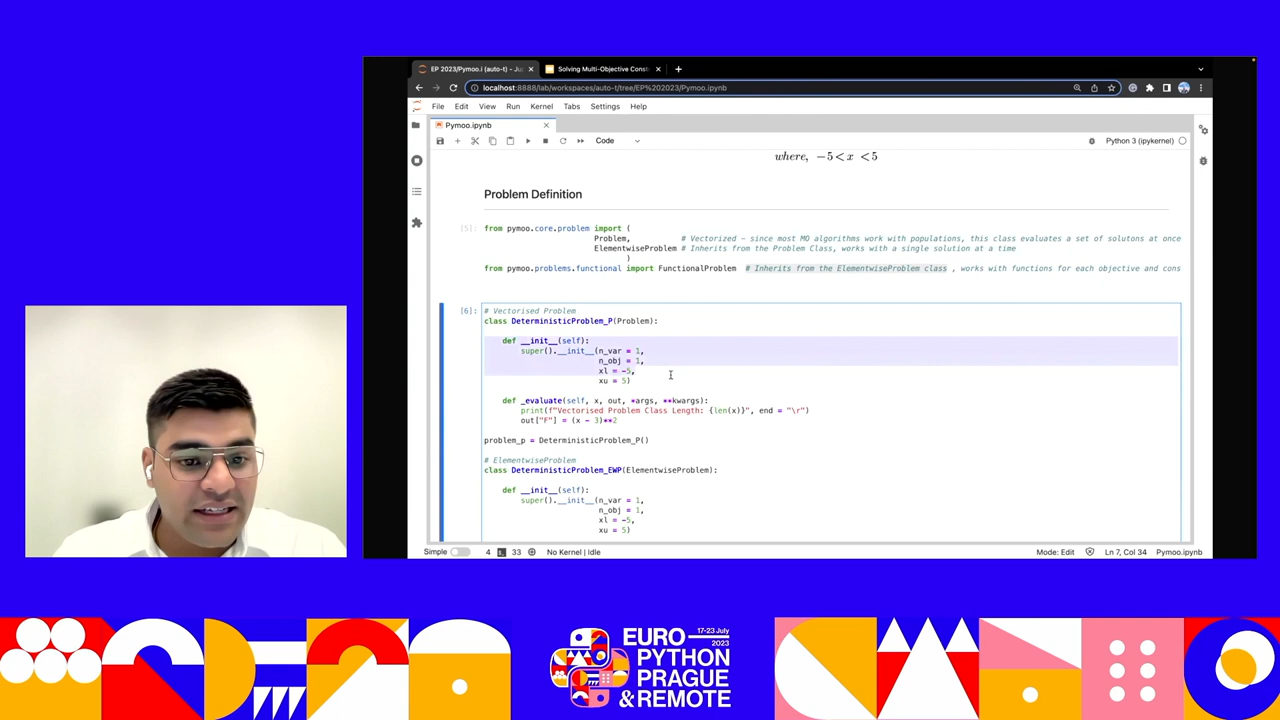 EP 2023/Pymoo.i (auto-t) – Ju
Solving Multi-Objective Const
localhost:8888/lab/workspaces/auto-t/tree/EP%202023/Pymoo.ipynb
File Edit View Run Kernel Tabs Settings Help
Pymoo.ipynb
Code
Python 3 (ipykernel)
where, −5 < x < 5
Problem Definition
[5]: from pymoo.core.problem import (
Problem, # Vectorized - since most MO algorithms work with populations, this class evaluates a set of solutons at once
ElementwiseProblem # Inherits from the Problem Class, works with a single solution at a time
)
from pymoo.problems.functional import FunctionalProblem # Inherits from the ElementwiseProblem class , works with functions for each objective and cons
[6]: # Vectorised Problem
class DeterministicProblem_P(Problem):
def __init__(self):
super().__init__(n_var = 1,
n_obj = 1,
xl = -5,
xu = 5)
def _evaluate(self, x, out, *args, **kwargs):
print(f"Vectorised Problem Class Length: {len(x)}", end = "\r")
out["F"] = (x - 3)**2
problem_p = DeterministicProblem_P()
# ElementwiseProblem
class DeterministicProblem_EWP(ElementwiseProblem):
def __init__(self):
super().__init__(n_var = 1,
n_obj = 1,
xl = -5,
xu = 5)
Simple 4 33 No Kernel | Idle Mode: Edit Ln 7, Col 34 Pymoo.ipynb
EURO 17-23 July 2023
PYTHON
PRAGUE
& REMOTE